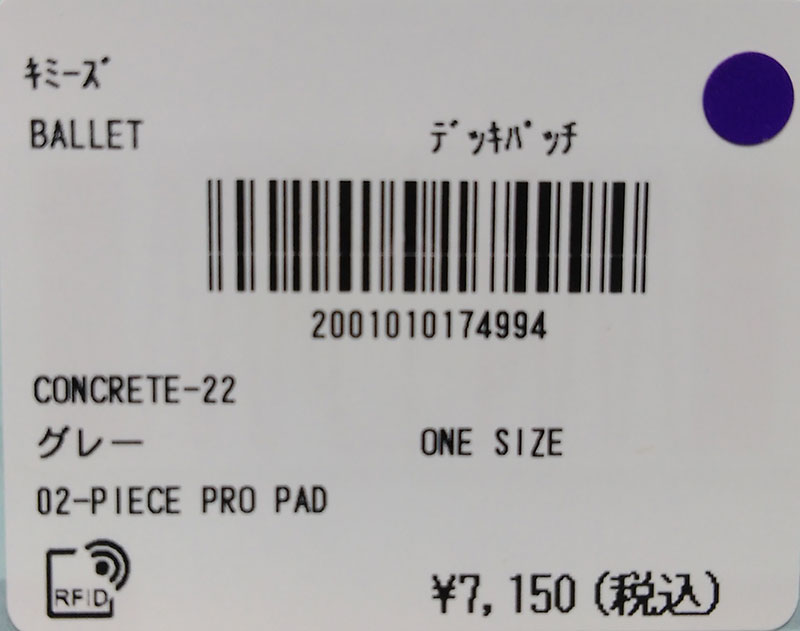 ｷﾐｰｽﾞ
BALLET ﾃﾞｯｷﾊﾟｯﾁ
2001010174994
CONCRETE-22
グレー ONE SIZE
02-PIECE PRO PAD
RFID ¥7,150(税込)